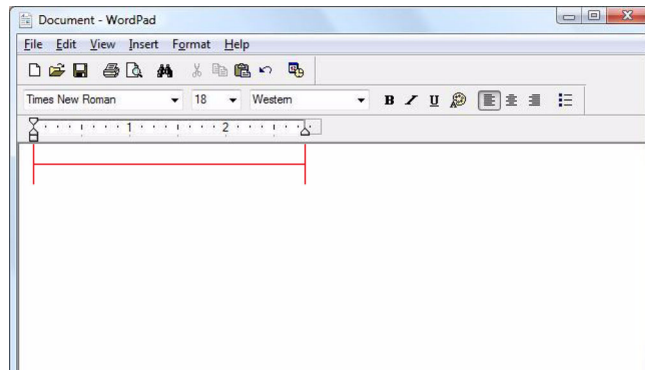 Document - WordPad
File Edit View Insert Format Help
Times New Roman 18 Western B / U
1 2